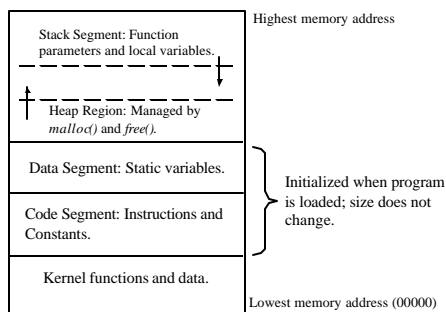 Highest memory address
Stack Segment: Function
parameters and local variables.
Heap Region: Managed by
malloc() and free().
Data Segment: Static variables.
Code Segment: Instructions and
Constants.
Initialized when program
is loaded; size does not
change.
Kernel functions and data.
Lowest memory address (00000)